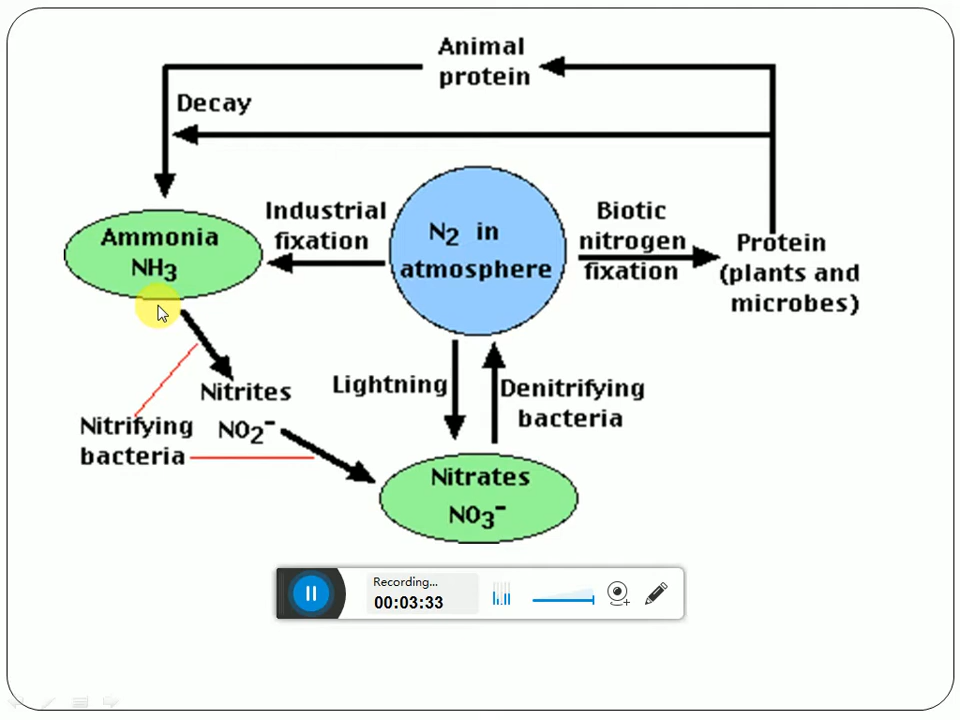 Animal
protein
Decay
Industrial
fixation
N2 in
atmosphere
Biotic
nitrogen
fixation
Protein
(plants and
microbes)
Ammonia
NH3
Nitrites
NO2⁻
Lightning
Denitrifying
bacteria
Nitrifying
bacteria
Nitrates
NO3⁻
Recording...
00:03:33